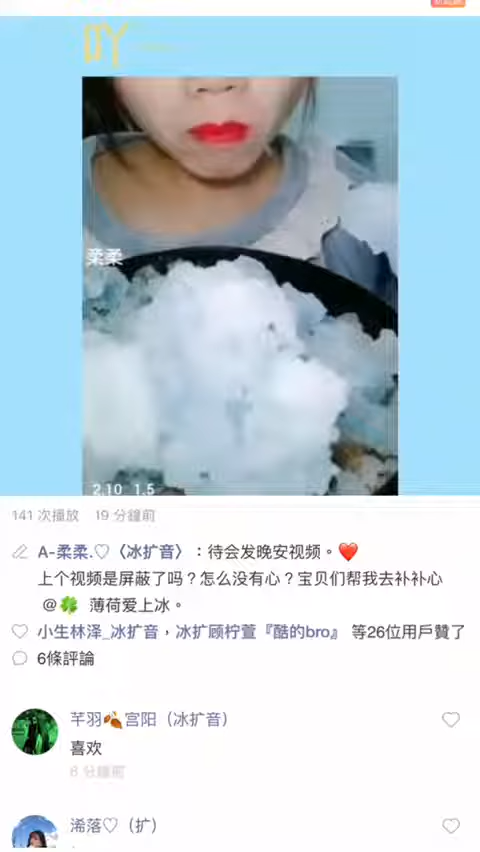 吖
柔柔
2.10 1.5
141 次播放 19 分鐘前
A-柔柔.♡〈冰扩音〉：待会发晚安视频。❤️
上个视频是屏蔽了吗？怎么没有心？宝贝们帮我去补补心
@🍀 薄荷爱上冰。
小生林泽_冰扩音，冰扩顾柠萱『酷的bro』 等26位用戶贊了
6條評論
芊羽🍂宫阳（冰扩音）
喜欢
6 分鐘前
浠落♡（扩）